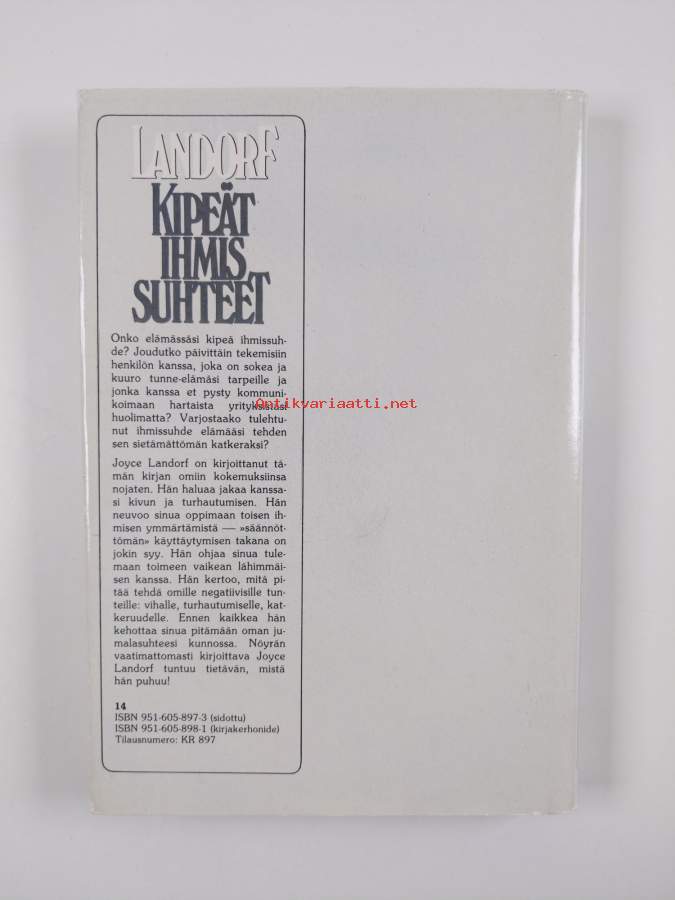 LANDORF
KIPEÄT
IHMIS
SUHTEET
Onko elämässäsi kipeä ihmissuh-
de? Joudutko päivittäin tekemisiin
henkilön kanssa, joka on sokea ja
kuuro tunne-elämäsi tarpeille ja
jonka kanssa et pysty kommuni-
koimaan hartaista yrityksistäsi
huolimatta? Varjostaako tulehtu-
nut ihmissuhde elämääsi tehden
sen sietämättömän katkeraksi?
Joyce Landorf on kirjoittanut tä-
män kirjan omiin kokemuksiinsa
nojaten. Hän haluaa jakaa kanssa-
si kivun ja turhautumisen. Hän
neuvoo sinua oppimaan toisen ih-
misen ymmärtämistä — »säännöt-
tömän» käyttäytymisen takana on
jokin syy. Hän ohjaa sinua tule-
maan toimeen vaikean lähimmäi-
sen kanssa. Hän kertoo, mitä pi-
tää tehdä omille negatiivisille tun-
teille: vihalle, turhautumiselle, kat-
keruudelle. Ennen kaikkea hän
kehottaa sinua pitämään oman ju-
malasuhteesi kunnossa. Nöyrän
vaatimattomasti kirjoittava Joyce
Landorf tuntuu tietävän, mistä
hän puhuu!
14
ISBN 951-605-897-3 (sidottu)
ISBN 951-605-898-1 (kirjakerhonide)
Tilausnumero: KR 897
Antikvariaatti.net